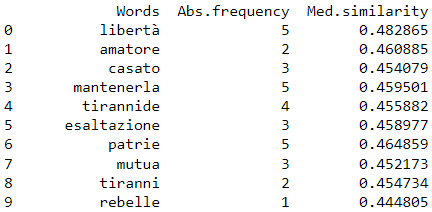 Words Abs.frequency Med.similarity
0 libertà 5 0.482865
1 amatore 2 0.460885
2 casato 3 0.454079
3 mantenerla 5 0.459501
4 tirannide 4 0.455882
5 esaltazione 3 0.458977
6 patrie 5 0.464859
7 mutua 3 0.452173
8 tiranni 2 0.454734
9 rebelle 1 0.444805